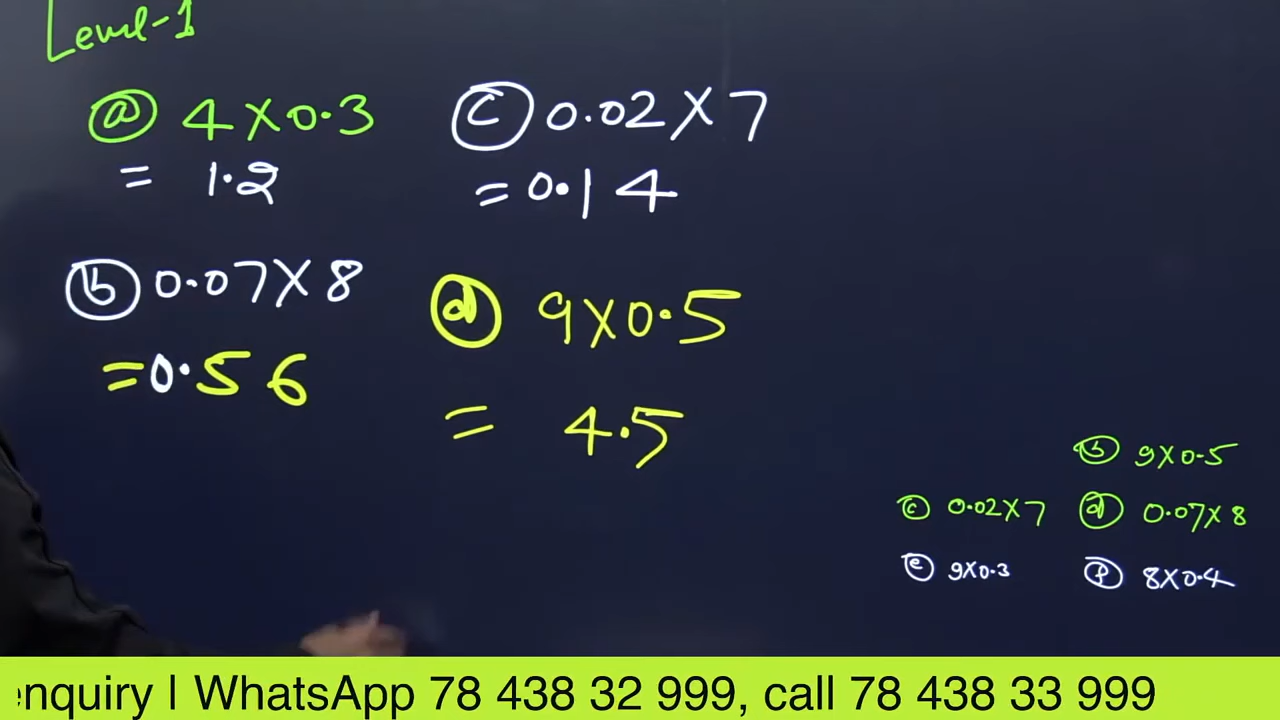 Level-1
ⓐ 4×0.3
= 1.2
ⓒ 0.02×7
= 0.14
ⓑ 0.07×8
= 0.56
ⓓ 9×0.5
= 4.5
ⓑ 9×0.5
ⓒ 0.02×7 ⓓ 0.07×8
ⓔ 9×0.3 ⓕ 8×0.4
enquiry | WhatsApp 78 438 32 999, call 78 438 33 999